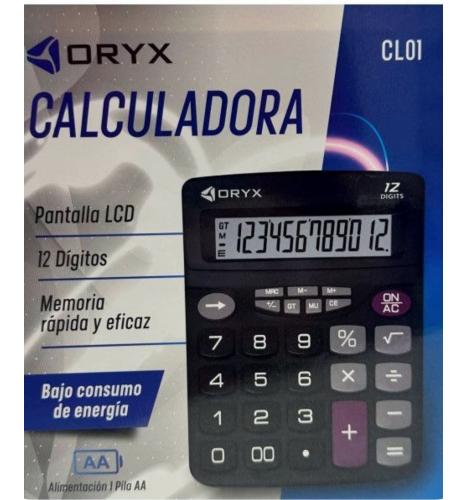 ORYX
CL01
CALCULADORA
Pantalla LCD
12 Dígitos
Memoria
rápida y eficaz
Bajo consumo
de energía
AA
Alimentación 1 Pila AA
ORYX
12
DIGITS
GT
M
-
E
123456789012.
MRC M- M+
+/- GT MU CE
→
ON
AC
7 8 9 % √
4 5 6 × ÷
1 2 3 + −
0 00 • =